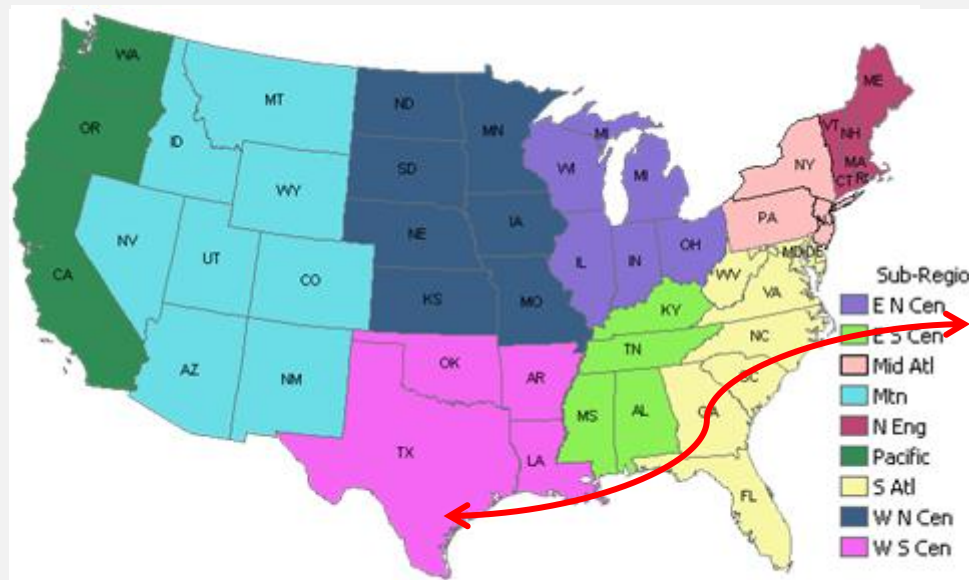 WA
OR
CA
ID
MT
NV
UT
WY
CO
AZ
NM
ND
SD
NE
KS
MN
IA
MO
OK
AR
TX
LA
WI
MI
MI
IL
IN
OH
KY
TN
MS
AL
ME
VT
NH
MA
CT
NY
PA
NJ
MD
DE
WV
VA
NC
SC
GA
FL
Sub-Regio
E N Cen
E S Cen
Mid Atl
Mtn
N Eng
Pacific
S Atl
W N Cen
W S Cen